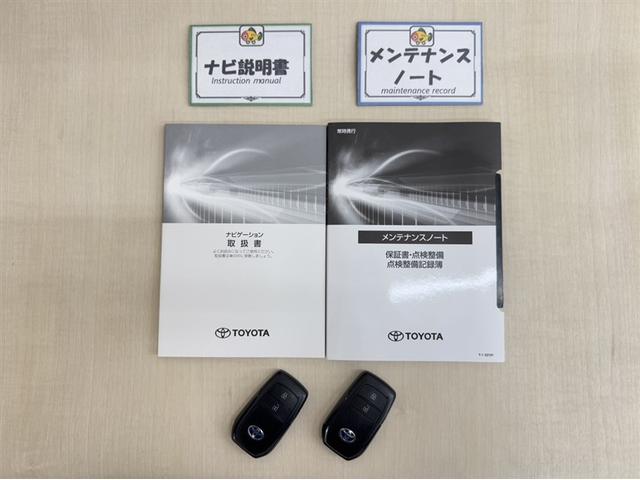 ナビ説明書
Instruction manual
メンテナンス
ノート
maintenance record
ナビゲーション
取扱書
TOYOTA
メンテナンスノート
保証書・点検整備
点検整備記録簿
TOYOTA